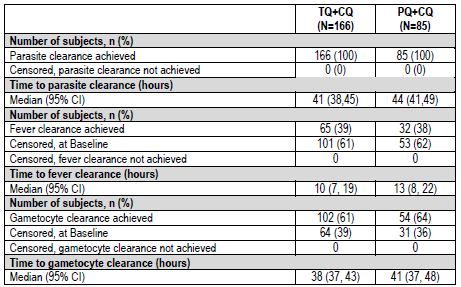 TQ+CQ PQ+CQ
(N=166) (N=85)
Number of subjects, n (%)
Parasite clearance achieved 166 (100) 85 (100)
Censored, parasite clearance not achieved 0 (0) 0 (0)
Time to parasite clearance (hours)
Median (95% CI) 41 (38,45) 44 (41,49)
Number of subjects, n (%)
Fever clearance achieved 65 (39) 32 (38)
Censored, at Baseline 101 (61) 53 (62)
Censored, fever clearance not achieved 0 0
Time to fever clearance (hours)
Median (95% CI) 10 (7, 19) 13 (8, 22)
Number of subjects, n (%)
Gametocyte clearance achieved 102 (61) 54 (64)
Censored, at Baseline 64 (39) 31 (36)
Censored, gametocyte clearance not achieved 0 0
Time to gametocyte clearance (hours)
Median (95% CI) 38 (37, 43) 41 (37, 48)